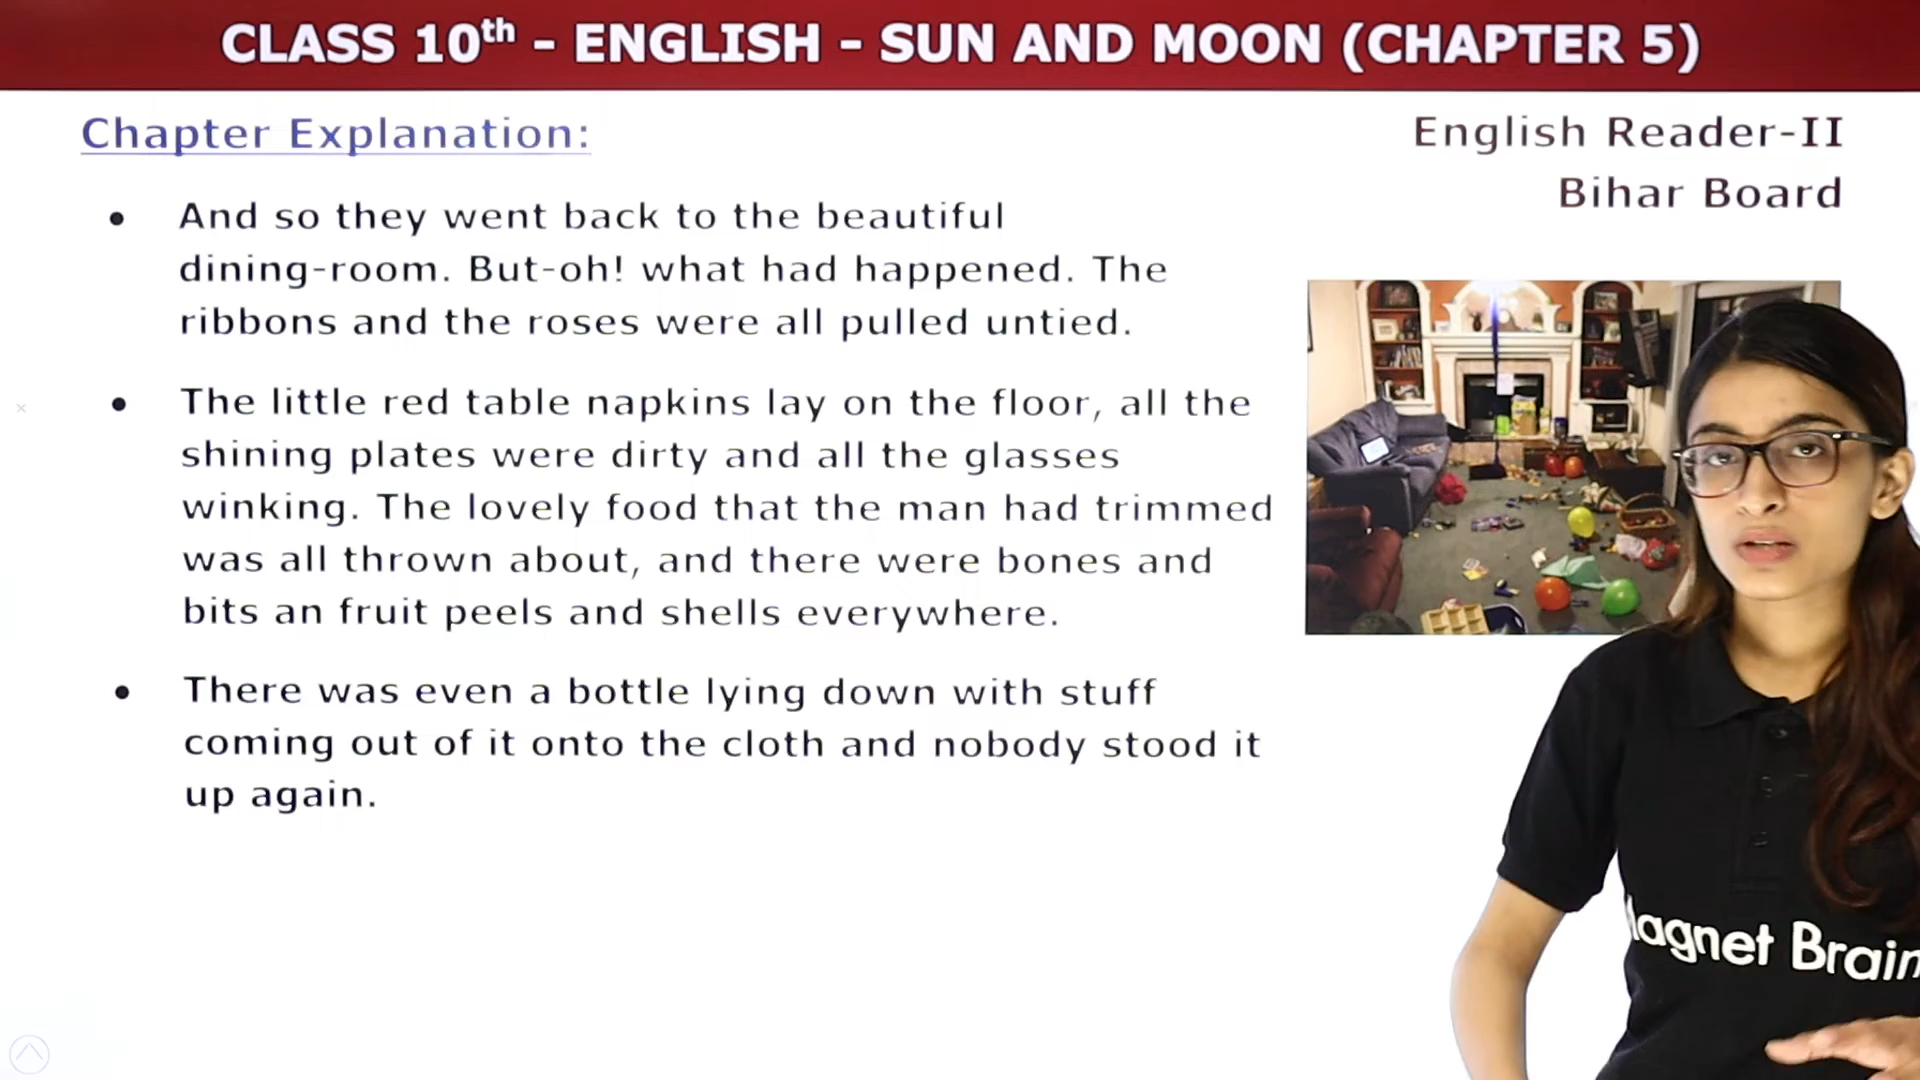 CLASS 10th - ENGLISH - SUN AND MOON (CHAPTER 5)
Chapter Explanation:
English Reader-II
Bihar Board
• And so they went back to the beautiful
dining-room. But-oh! what had happened. The
ribbons and the roses were all pulled untied.
• The little red table napkins lay on the floor, all the
shining plates were dirty and all the glasses
winking. The lovely food that the man had trimmed
was all thrown about, and there were bones and
bits an fruit peels and shells everywhere.
• There was even a bottle lying down with stuff
coming out of it onto the cloth and nobody stood it
up again.
agnet Brain